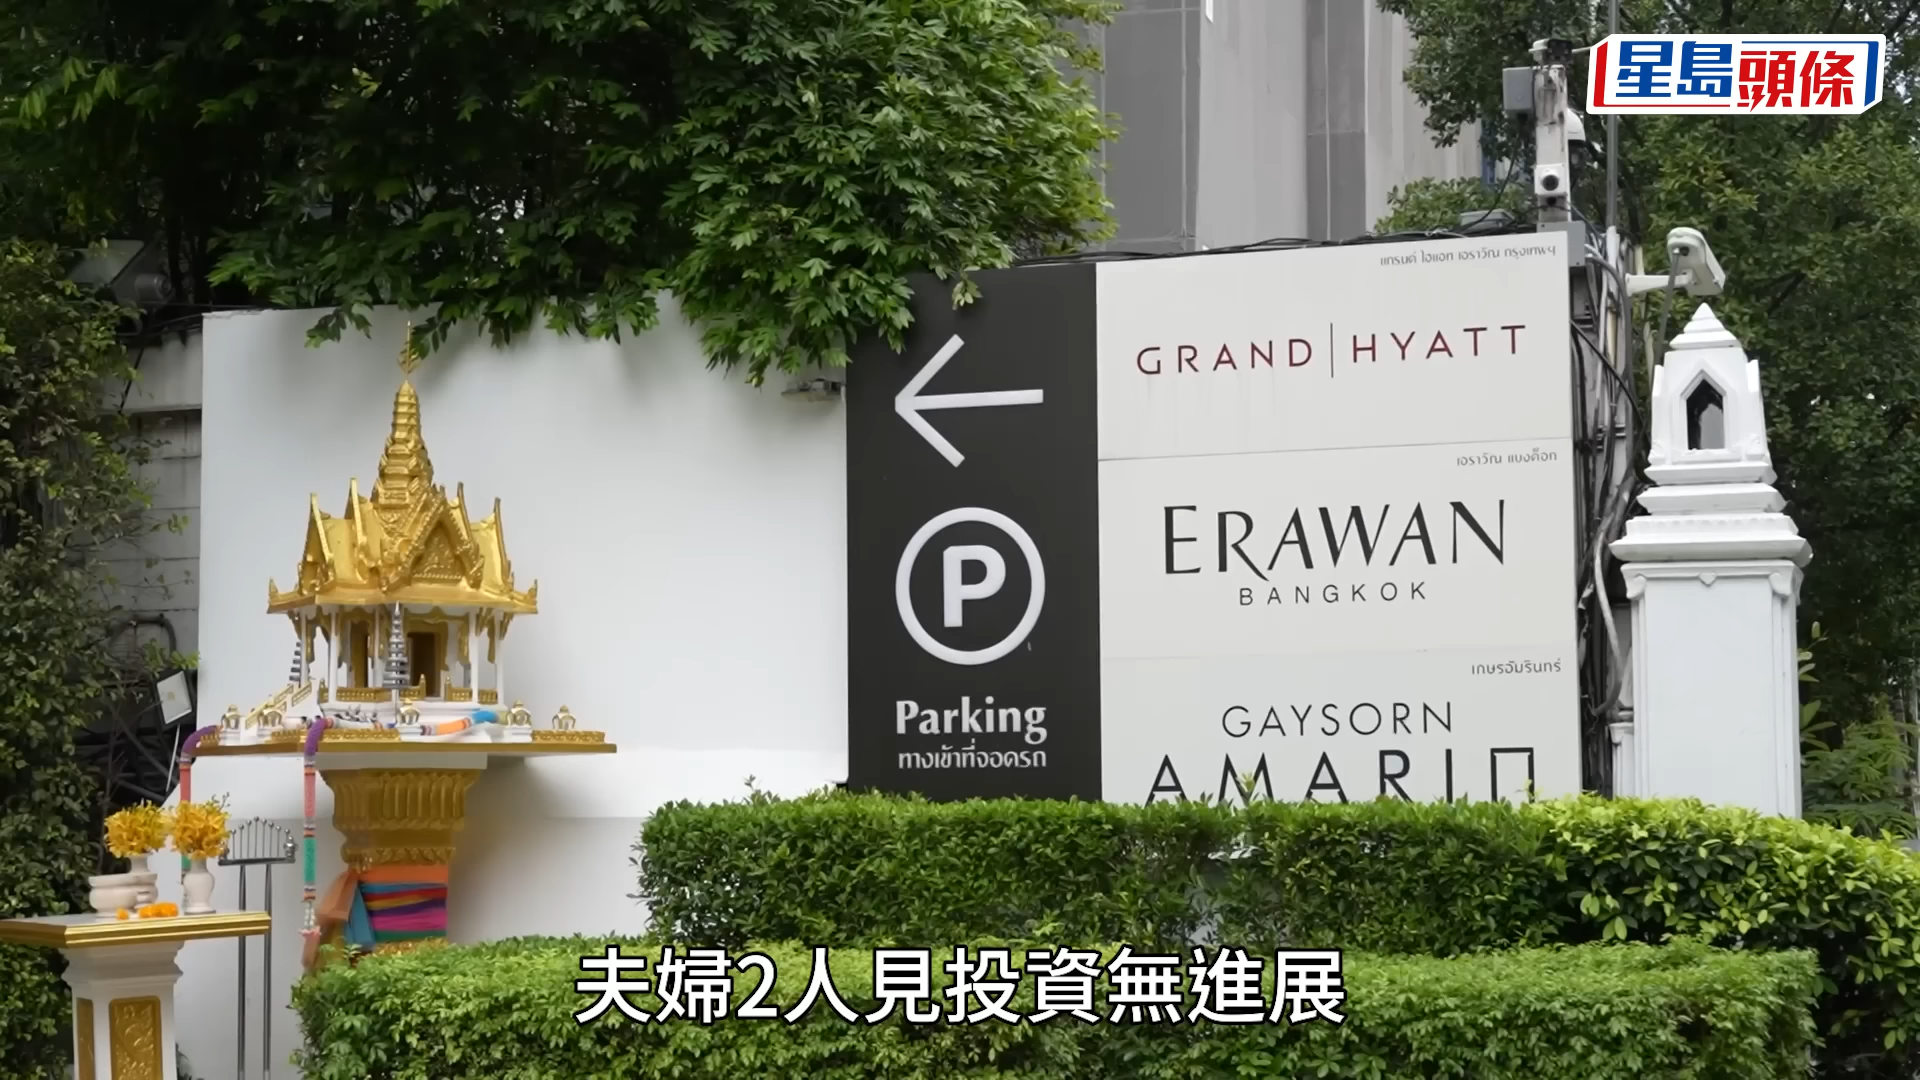 星島頭條
แกรนด์ ไฮแอท เอราวัณ กรุงเทพฯ
GRAND | HYATT
เอราวัณ แบงค็อก
ERAWAN
BANGKOK
เกษรอัมรินทร์
GAYSORN
AMARIN
P
Parking
ทางเข้าที่จอดรถ
夫婦2人見投資無進展